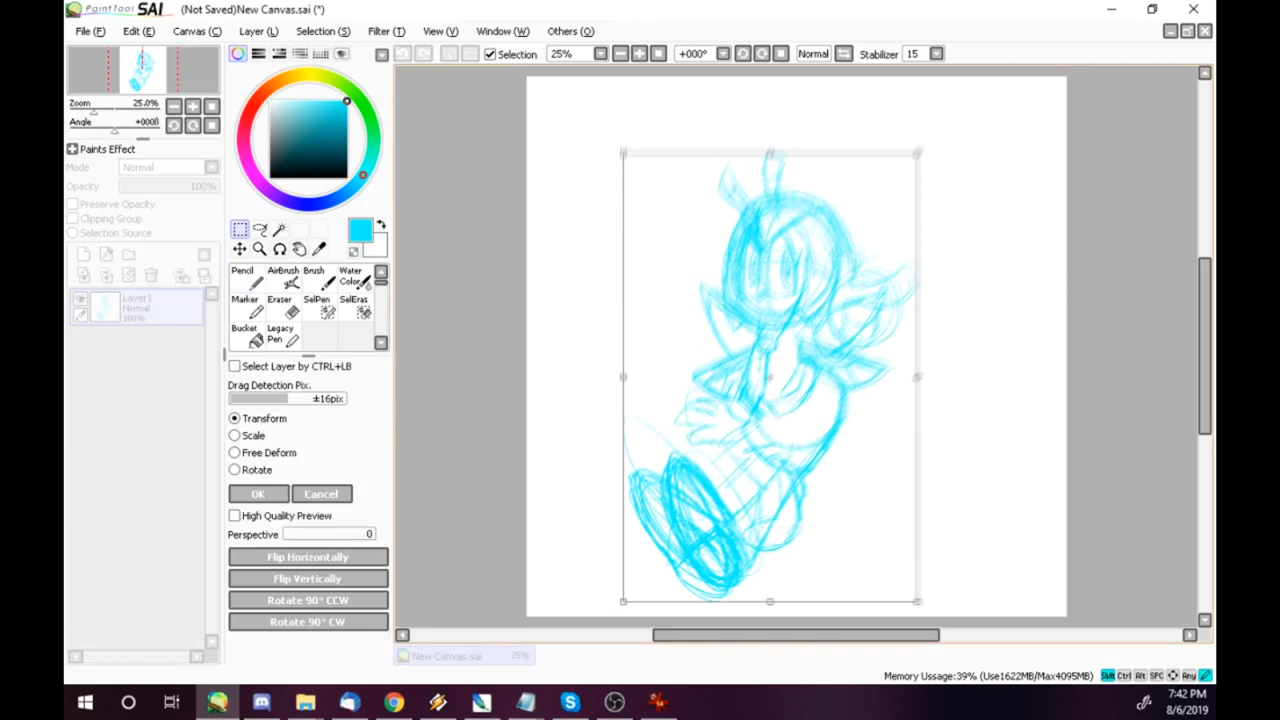 PaintTool SAI (Not Saved)New Canvas.sai (*)
File (F) Edit (E) Canvas (C) Layer (L) Selection (S) Filter (T) View (V) Window (W) Others (O)
Selection 25% +000° Normal Stabilizer 15
Zoom 25.0%
Angle +000θ
Paints Effect
Mode Normal
Opacity 100%
Preserve Opacity
Clipping Group
Selection Source
Layer1
Normal
100%
Pencil AirBrush Brush Water Color
Marker Eraser SelPen SelEras
Bucket Legacy Pen
Select Layer by CTRL+LB
Drag Detection Pix.
±16pix
Transform
Scale
Free Deform
Rotate
OK Cancel
High Quality Preview
Perspective 0
Flip Horizontally
Flip Vertically
Rotate 90° CCW
Rotate 90° CW
New Canvas.sai 25%
Memory Ussage:39% (Use1622MB/Max4095MB) Shft Ctrl Alt SPC Any
7:42 PM
8/6/2019